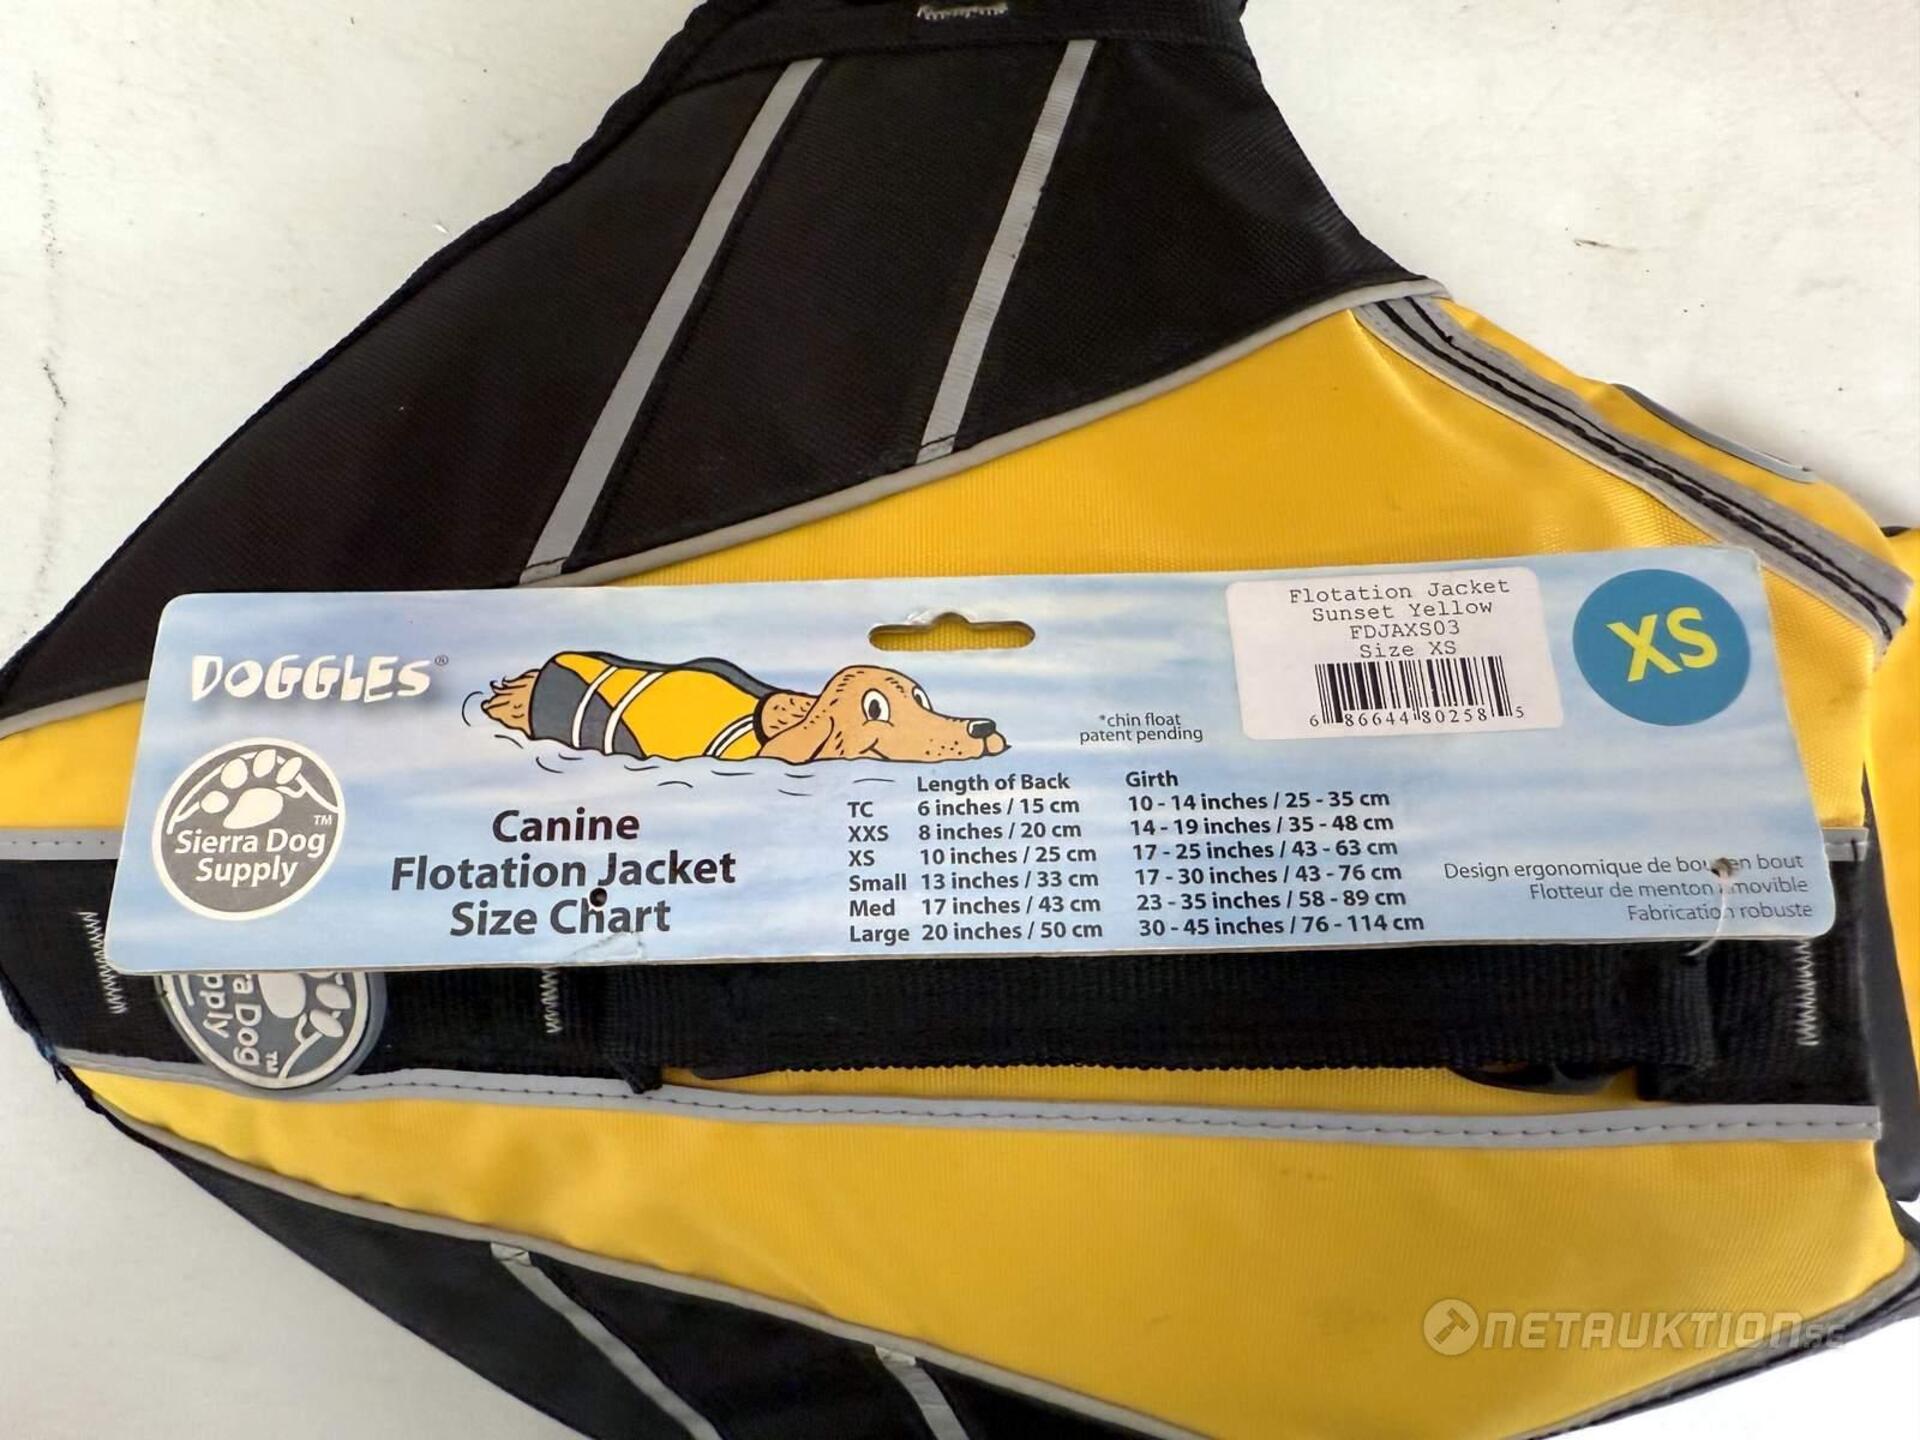 DOGGLES®
Sierra Dog
Supply
TM
Canine
Flotation Jacket
Size Chart
*chin float
patent pending
Flotation Jacket
Sunset Yellow
FDJAXS03
Size XS
6 86644 80258 5
XS
Length of Back Girth
TC 6 inches / 15 cm 10 - 14 inches / 25 - 35 cm
XXS 8 inches / 20 cm 14 - 19 inches / 35 - 48 cm
XS 10 inches / 25 cm 17 - 25 inches / 43 - 63 cm
Small 13 inches / 33 cm 17 - 30 inches / 43 - 76 cm
Med 17 inches / 43 cm 23 - 35 inches / 58 - 89 cm
Large 20 inches / 50 cm 30 - 45 inches / 76 - 114 cm
Design ergonomique de bout en bout
Flotteur de menton amovible
Fabrication robuste
Dog
TM
NETAUKTION.SE